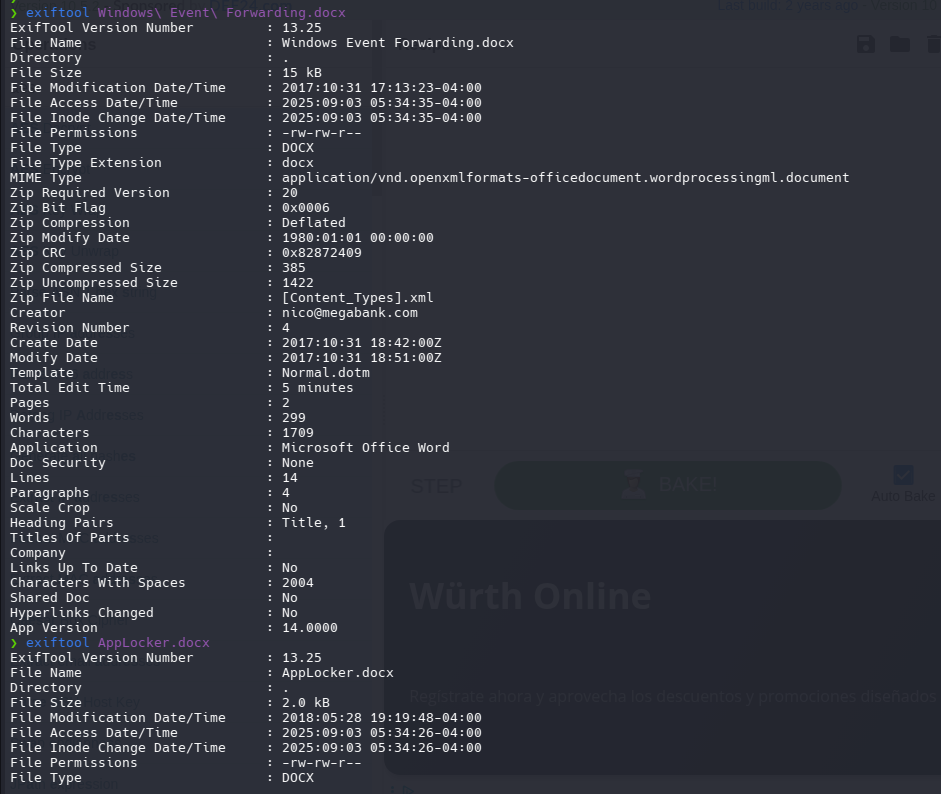 ❯ exiftool Windows\ Event\ Forwarding.docx
ExifTool Version Number         : 13.25
File Name                       : Windows Event Forwarding.docx
Directory                       : .
File Size                       : 15 kB
File Modification Date/Time     : 2017:10:31 17:13:23-04:00
File Access Date/Time           : 2025:09:03 05:34:35-04:00
File Inode Change Date/Time     : 2025:09:03 05:34:35-04:00
File Permissions                : -rw-rw-r--
File Type                       : DOCX
File Type Extension             : docx
MIME Type                       : application/vnd.openxmlformats-officedocument.wordprocessingml.document
Zip Required Version            : 20
Zip Bit Flag                    : 0x0006
Zip Compression                 : Deflated
Zip Modify Date                 : 1980:01:01 00:00:00
Zip CRC                         : 0x82872409
Zip Compressed Size             : 385
Zip Uncompressed Size           : 1422
Zip File Name                   : [Content_Types].xml
Creator                         : nico@megabank.com
Revision Number                 : 4
Create Date                     : 2017:10:31 18:42:00Z
Modify Date                     : 2017:10:31 18:51:00Z
Template                        : Normal.dotm
Total Edit Time                 : 5 minutes
Pages                           : 2
Words                           : 299
Characters                      : 1709
Application                     : Microsoft Office Word
Doc Security                    : None
Lines                           : 14
Paragraphs                      : 4
Scale Crop                      : No
Heading Pairs                   : Title, 1
Titles Of Parts                 :
Company                         :
Links Up To Date                : No
Characters With Spaces          : 2004
Shared Doc                      : No
Hyperlinks Changed              : No
App Version                     : 14.0000
❯ exiftool AppLocker.docx
ExifTool Version Number         : 13.25
File Name                       : AppLocker.docx
Directory                       : .
File Size                       : 2.0 kB
File Modification Date/Time     : 2018:05:28 19:19:48-04:00
File Access Date/Time           : 2025:09:03 05:34:26-04:00
File Inode Change Date/Time     : 2025:09:03 05:34:26-04:00
File Permissions                : -rw-rw-r--
File Type                       : DOCX
STEP
BAKE!
Auto Bake
Würth Online
Regístrate ahora y aprovecha los descuentos y promociones diseñados